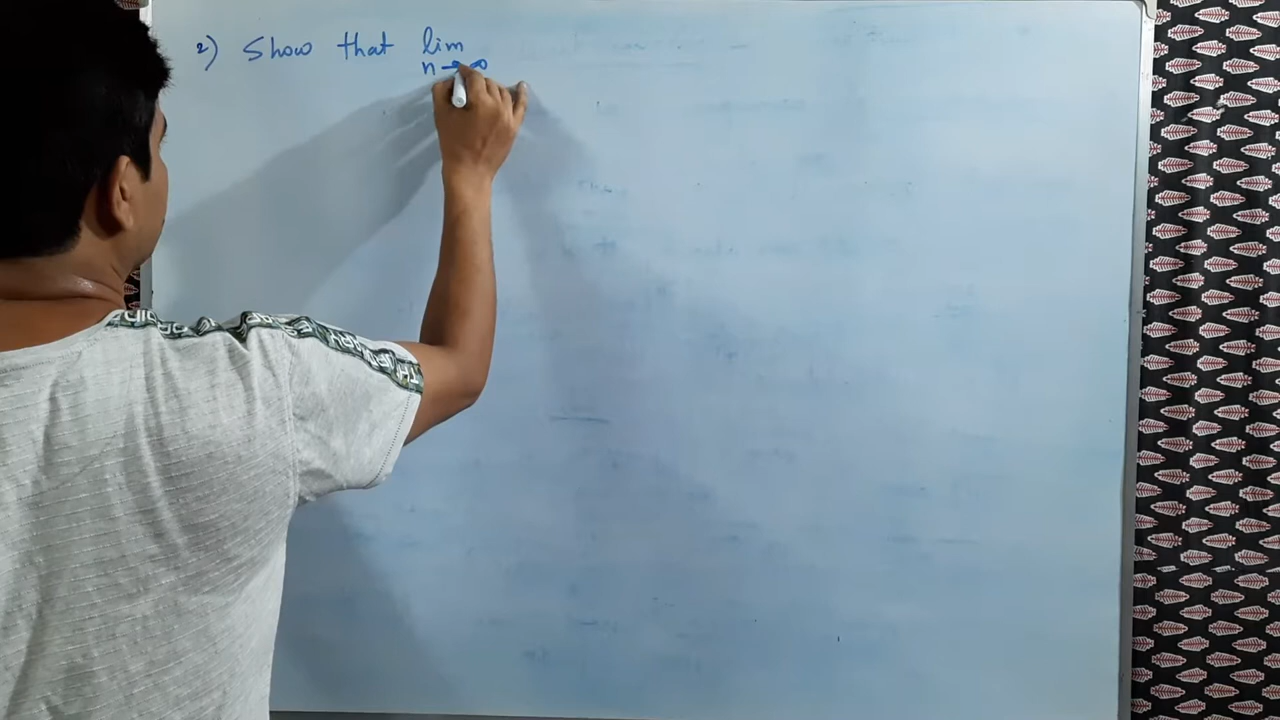 2) Show that lim
n→∞